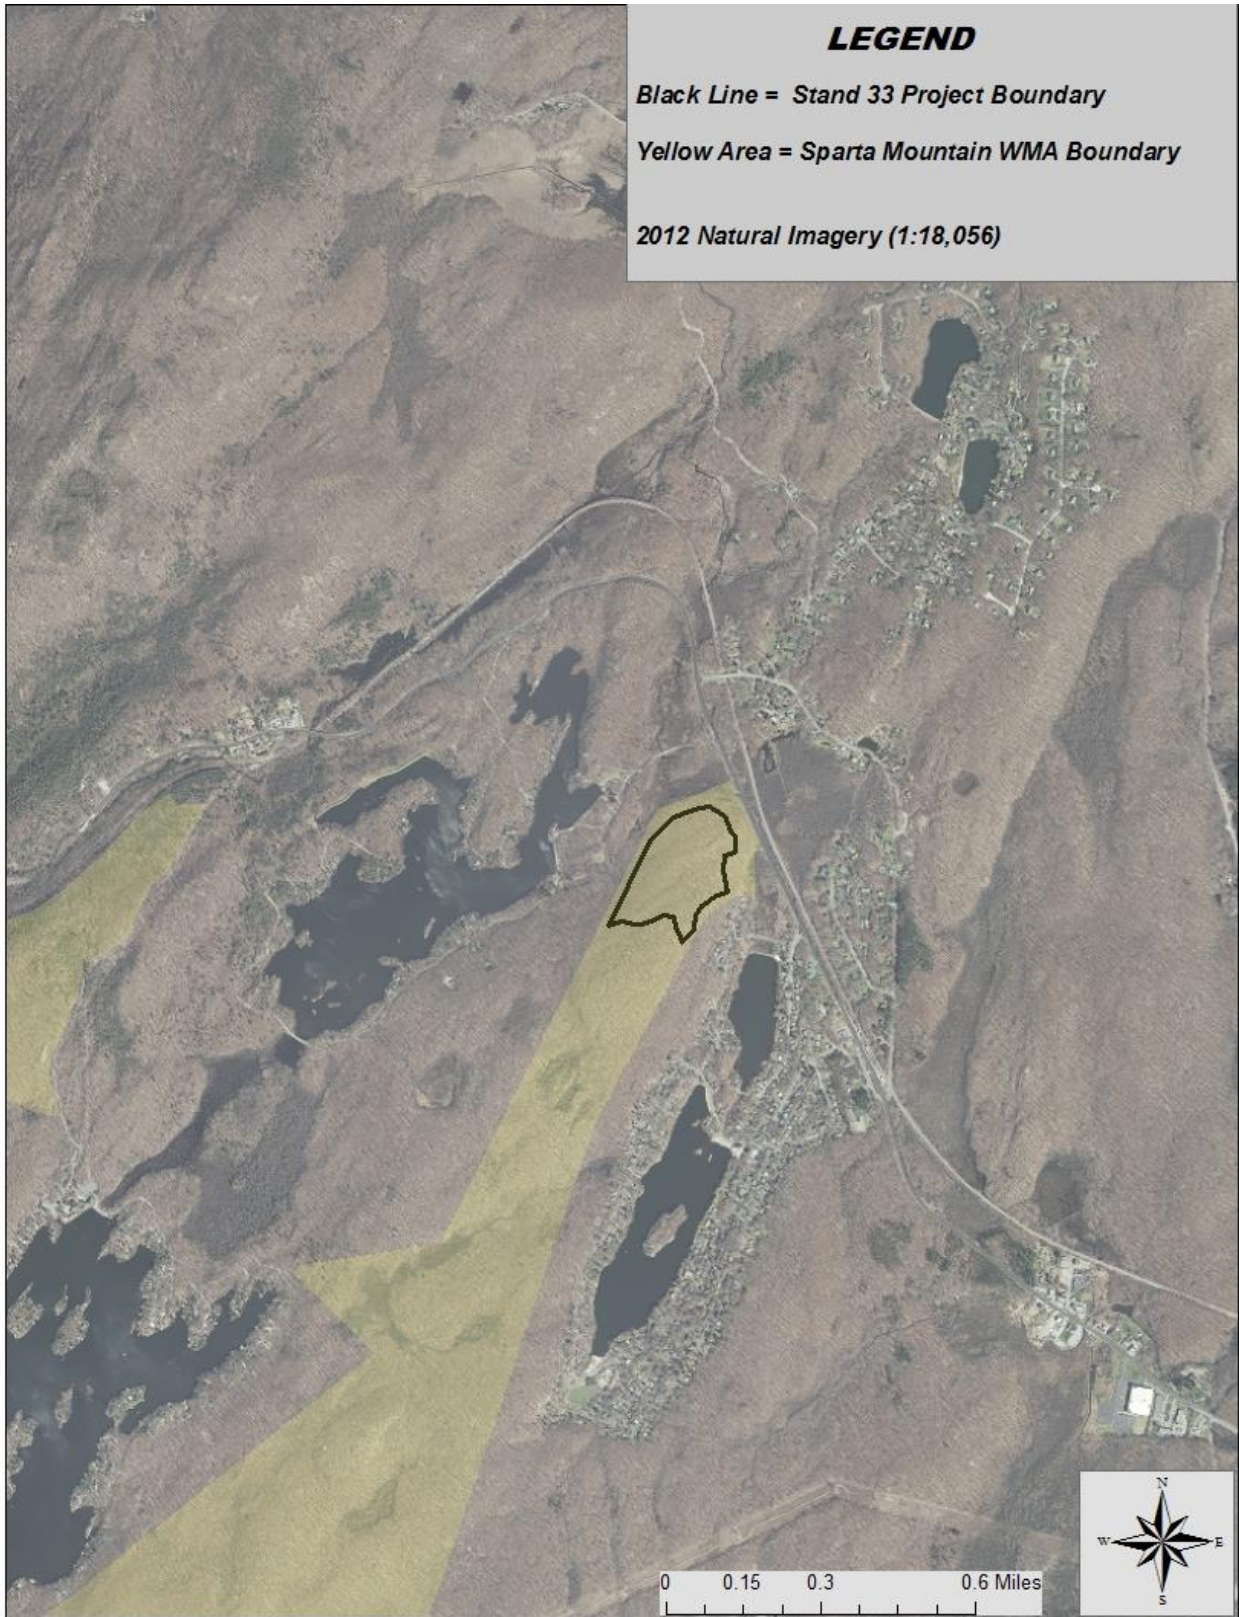 LEGEND
Black Line = Stand 33 Project Boundary
Yellow Area = Sparta Mountain WMA Boundary
2012 Natural Imagery (1:18,056)
N
W E
S
0 0.15 0.3 0.6 Miles